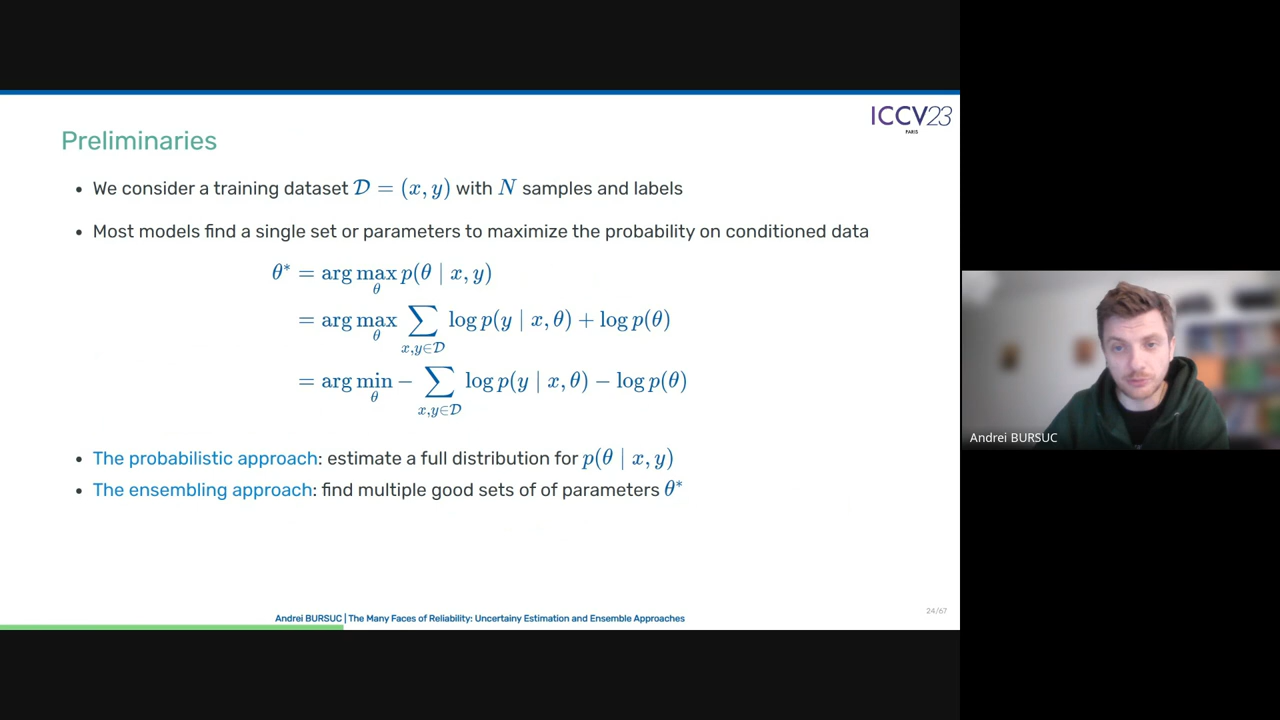 ICCV23
PARIS
Preliminaries
• We consider a training dataset 𝒟 = (x, y) with N samples and labels
• Most models find a single set or parameters to maximize the probability on conditioned data
θ* = arg max_θ p(θ | x, y)
= arg max_θ ∑_{x,y∈𝒟} log p(y | x, θ) + log p(θ)
= arg min_θ − ∑_{x,y∈𝒟} log p(y | x, θ) − log p(θ)
• The probabilistic approach: estimate a full distribution for p(θ | x, y)
• The ensembling approach: find multiple good sets of of parameters θ*
24/67
Andrei BURSUC | The Many Faces of Reliability: Uncertainy Estimation and Ensemble Approaches
Andrei BURSUC